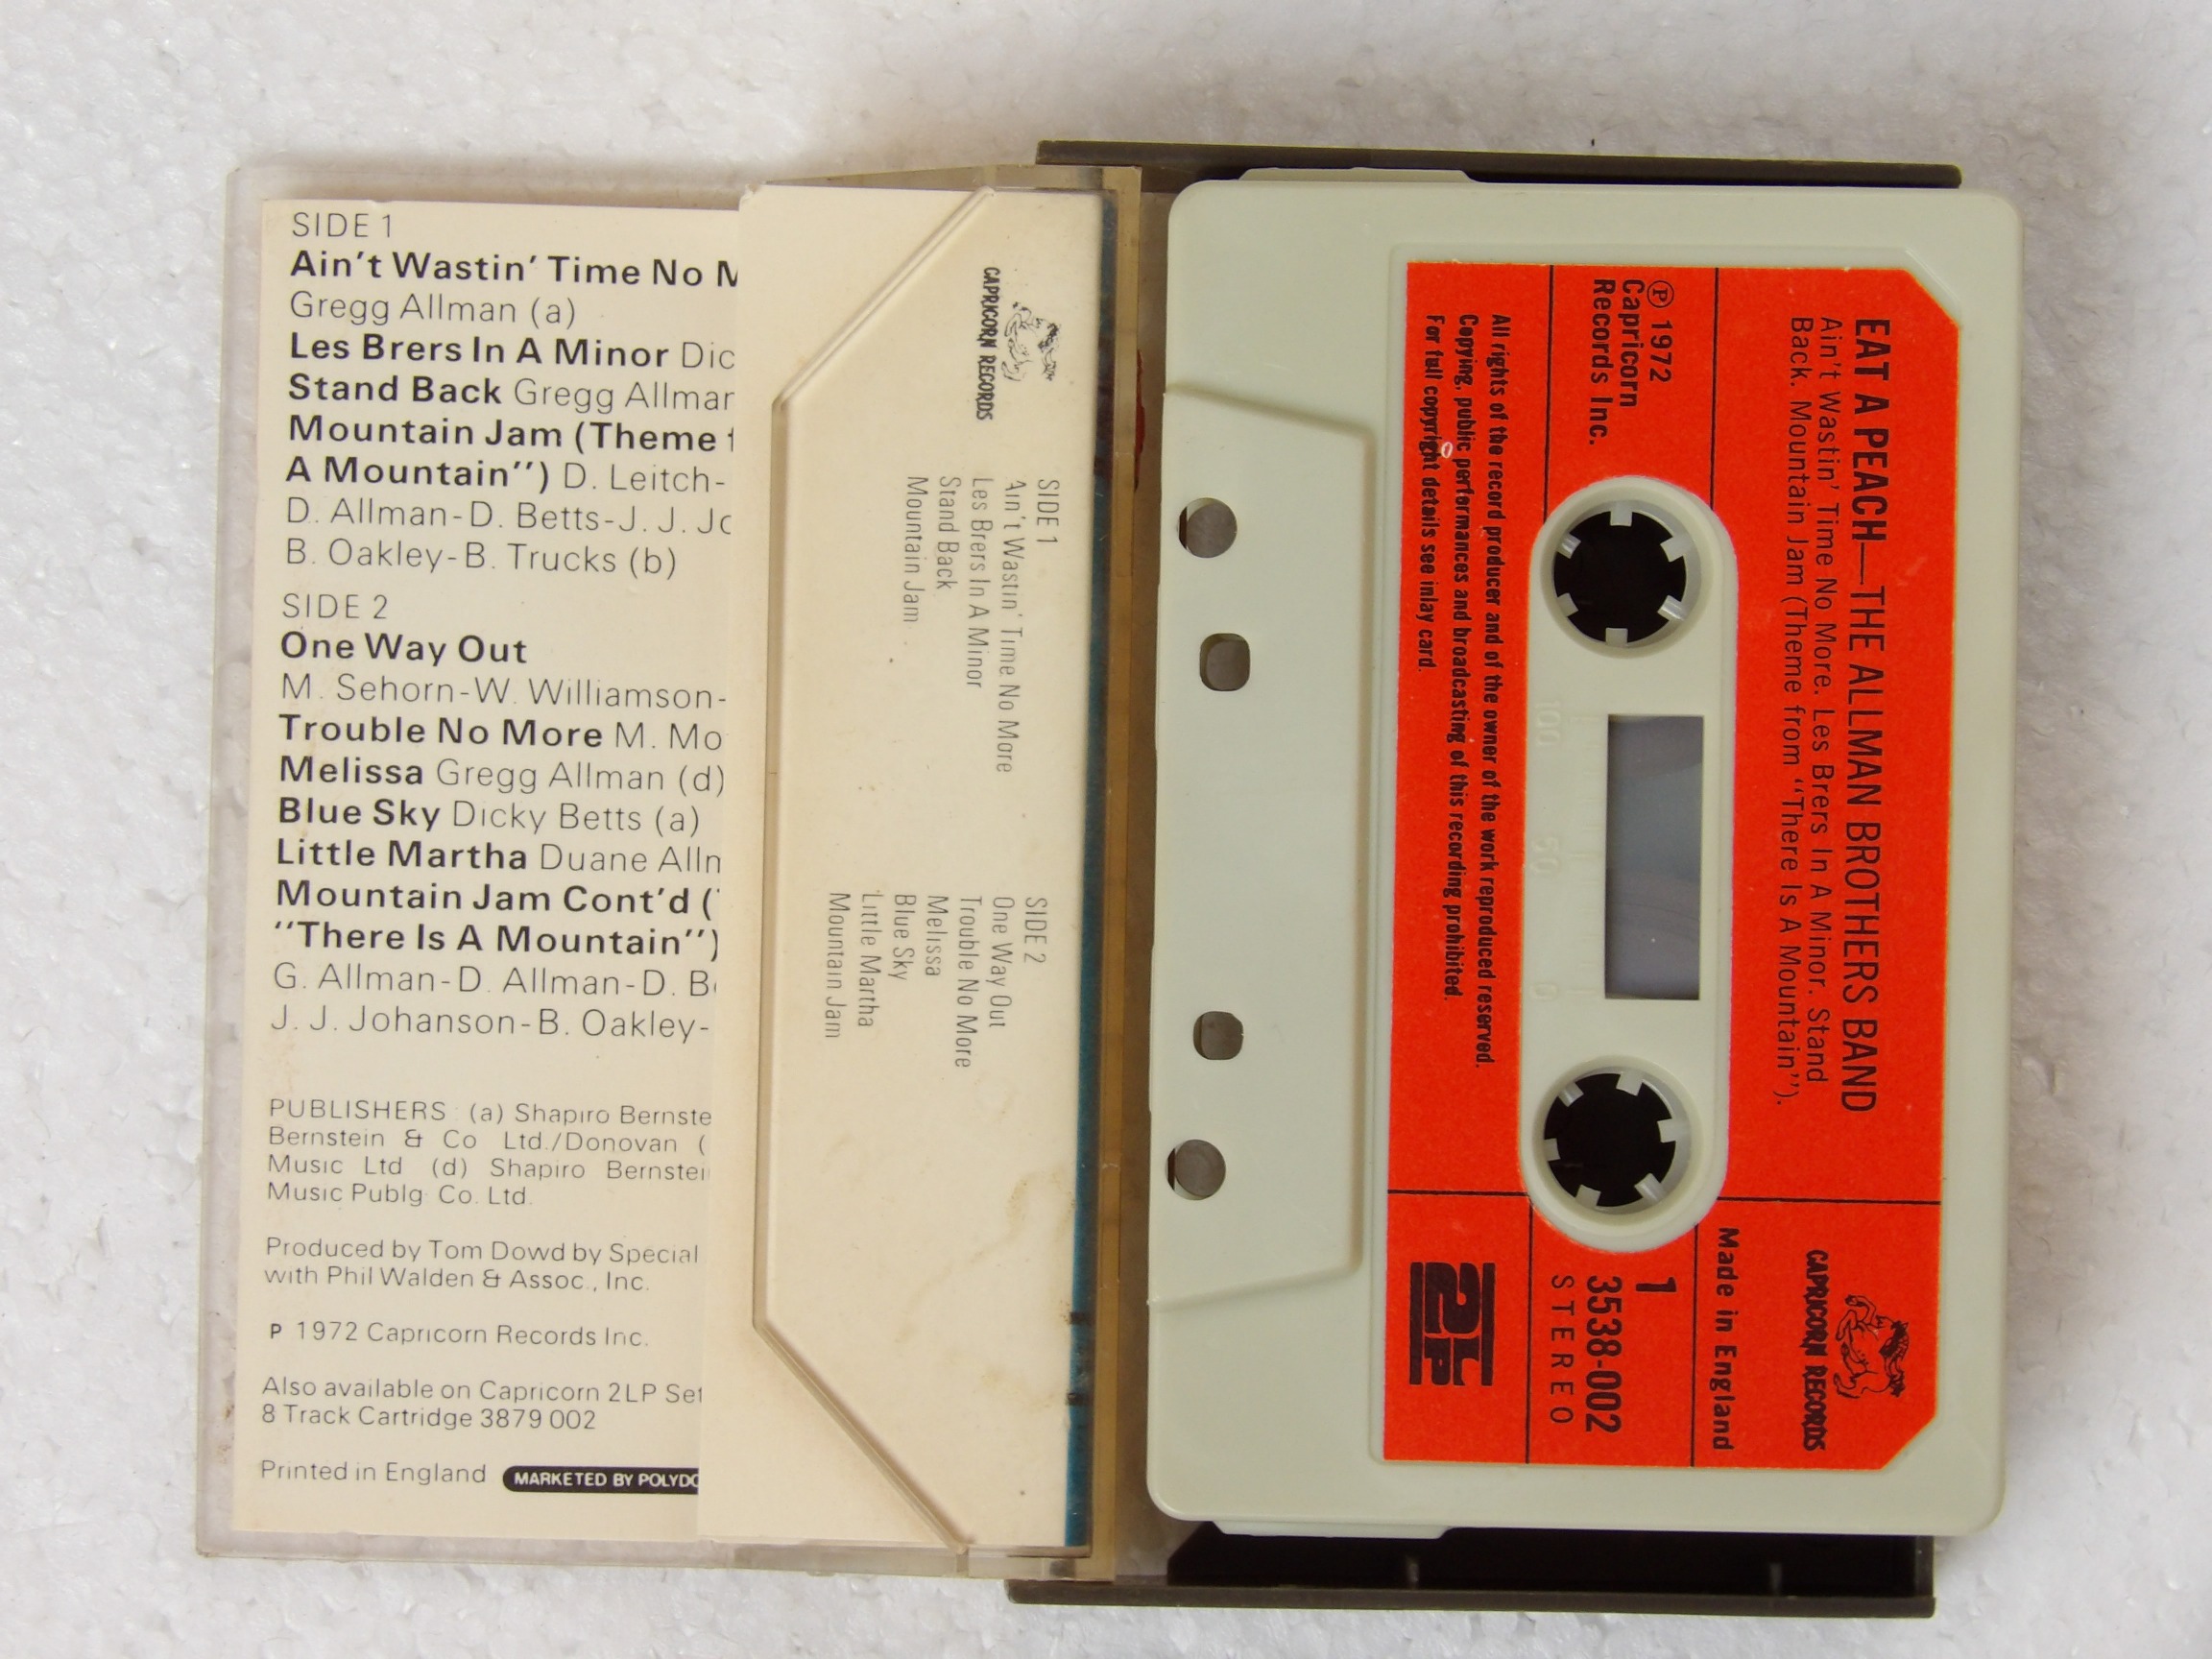 SIDE 1
Ain't Wastin' Time No
Gregg Allman (a)
Les Brers In A Minor
Stand Back Gregg
Mountain Jam (Theme
A Mountain'') D. Leitch-
D. Allman-D. Betts-J. J.
B. Oakley-B. Trucks (b)
SIDE 2
One Way Out
M. Sehorn-W. Williamson-
Trouble No More M.
Melissa Gregg Allman (d)
Blue Sky Dicky Betts (a)
Little Martha Duane
Mountain Jam Cont'd (
''There Is A Mountain'')
G. Allman-D. Allman-D.
J. J. Johanson-B. Oakley-
PUBLISHERS : (a) Shapiro
Bernstein & Co Ltd./Donovan (
Music Ltd (d) Shapiro
Music Publg Co. Ltd.
Produced by Tom Dowd by Special
with Phil Walden & Assoc., Inc.
P 1972 Capricorn Records Inc.
Also available on Capricorn 2LP
8 Track Cartridge 3879 002
Printed in England MARKETED BY
CAPRICORN RECORDS
SIDE 1
Ain't Wastin' Time No More
Les Brers In A Minor
Stand Back
Mountain Jam
SIDE 2
One Way Out
Trouble No More
Melissa
Blue Sky
Little Martha
Mountain Jam
EAT A PEACH—THE ALLMAN BROTHERS BAND
Ain't Wastin' Time No More. Les Brers In A Minor. Stand
Back. Mountain Jam (Theme from ''There Is A Mountain'').
CAPRICORN RECORDS
Made in England
℗ 1972
Capricorn
Records Inc.
1
3538-002
STEREO
100 50 0
All rights of the record producer and of the owner of the work reproduced reserved.
Copying, public performances and broadcasting of this recording prohibited.
For full copyright details see inlay card.
2LP